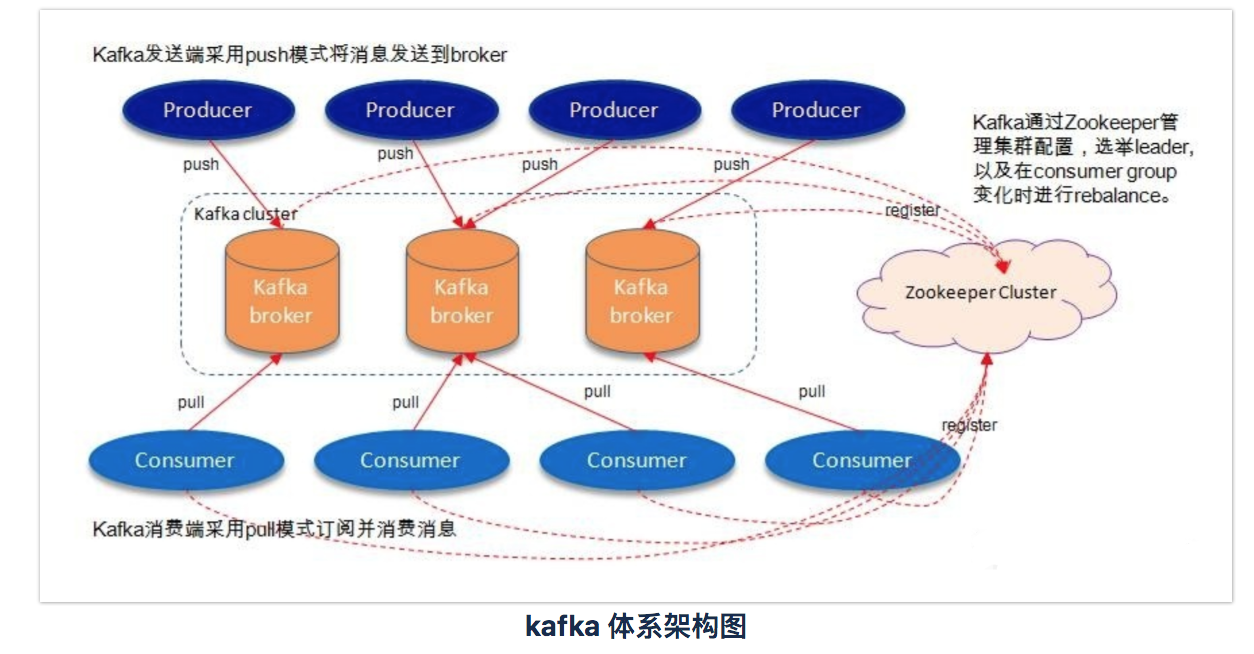 Kafka发送端采用push模式将消息发送到broker
Producer
Producer
Producer
Producer
Kafka通过Zookeeper管
理集群配置，选举leader,
以及在consumer group
变化时进行rebalance。
push
push
push
push
Kafka cluster
register
Kafka
broker
Kafka
broker
Kafka
broker
Zookeeper Cluster
pull
pull
pull
pull
register
Consumer
Consumer
Consumer
Consumer
Kafka消费端采用pull模式订阅并消费消息
kafka 体系架构图